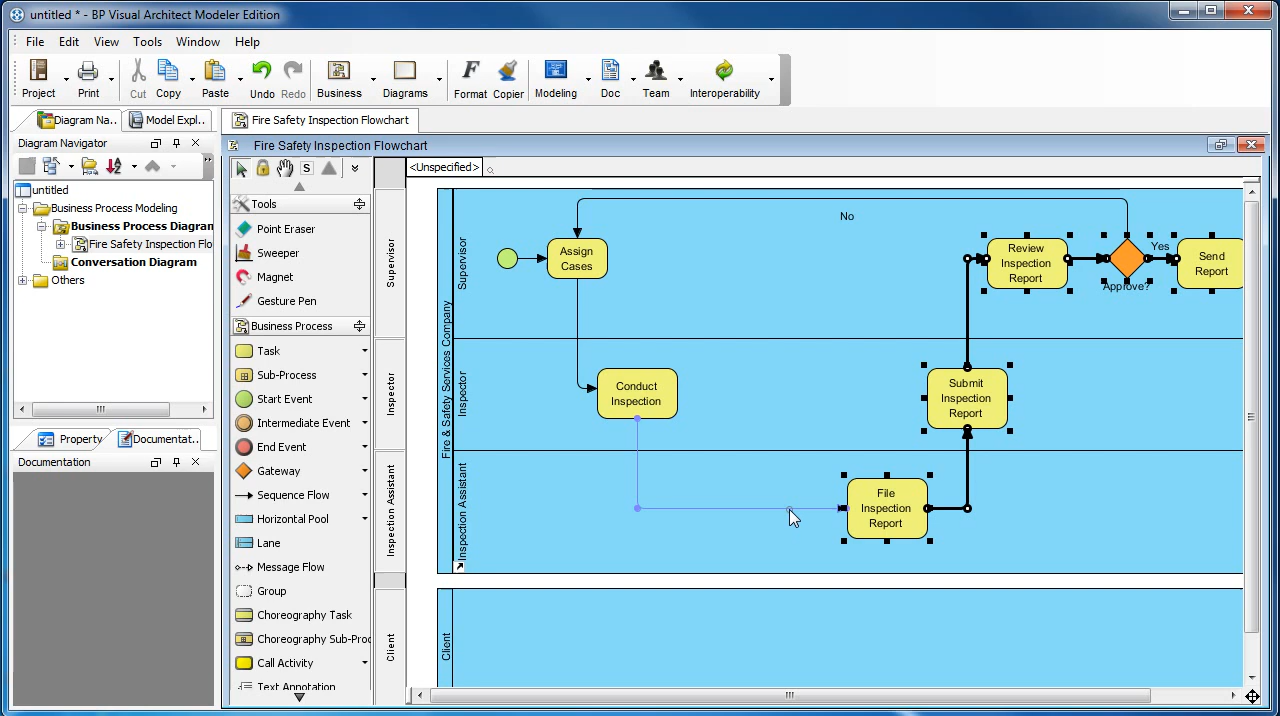 untitled * - BP Visual Architect Modeler Edition
File Edit View Tools Window Help
Project Print Cut Copy Paste Undo Redo Business Diagrams Format Copier Modeling Doc Team Interoperability
Diagram Na.. Model Expl..
Fire Safety Inspection Flowchart
Diagram Navigator
Fire Safety Inspection Flowchart
S
<Unspecified>
untitled
Business Process Modeling
Business Process Diagran
Fire Safety Inspection Flo
Conversation Diagram
Others
Property Documentat..
Documentation
Tools
Point Eraser
Sweeper
Magnet
Gesture Pen
Business Process
Task
Sub-Process
Start Event
Intermediate Event
End Event
Gateway
Sequence Flow
Horizontal Pool
Lane
Message Flow
Group
Choreography Task
Choreography Sub-Proc
Call Activity
Text Annotation
Supervisor
Inspector
Inspection Assistant
Client
Fire & Safety Services Company
Supervisor
Inspector
Inspection Assistant
Client
No
Assign
Cases
Review
Inspection
Report
Approve?
Yes
Send
Report
Conduct
Inspection
Submit
Inspection
Report
File
Inspection
Report